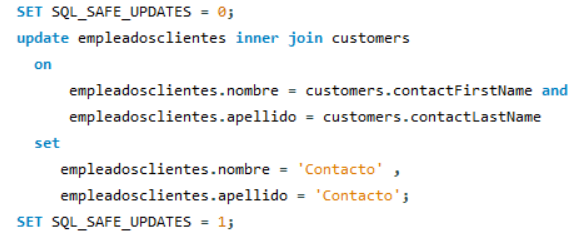 SET SQL_SAFE_UPDATES = 0;
update empleadosclientes inner join customers
on
empleadosclientes.nombre = customers.contactFirstName and
empleadosclientes.apellido = customers.contactLastName
set
empleadosclientes.nombre = 'Contacto' ,
empleadosclientes.apellido = 'Contacto';
SET SQL_SAFE_UPDATES = 1;